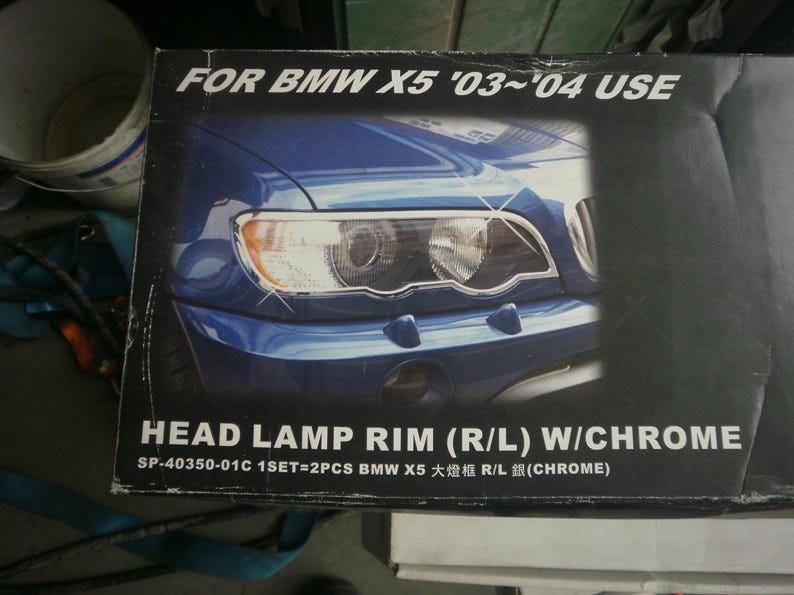 FOR BMW X5 '03~'04 USE
HEAD LAMP RIM (R/L) W/CHROME
SP-40350-01C 1SET=2PCS BMW X5 大燈框 R/L 銀(CHROME)